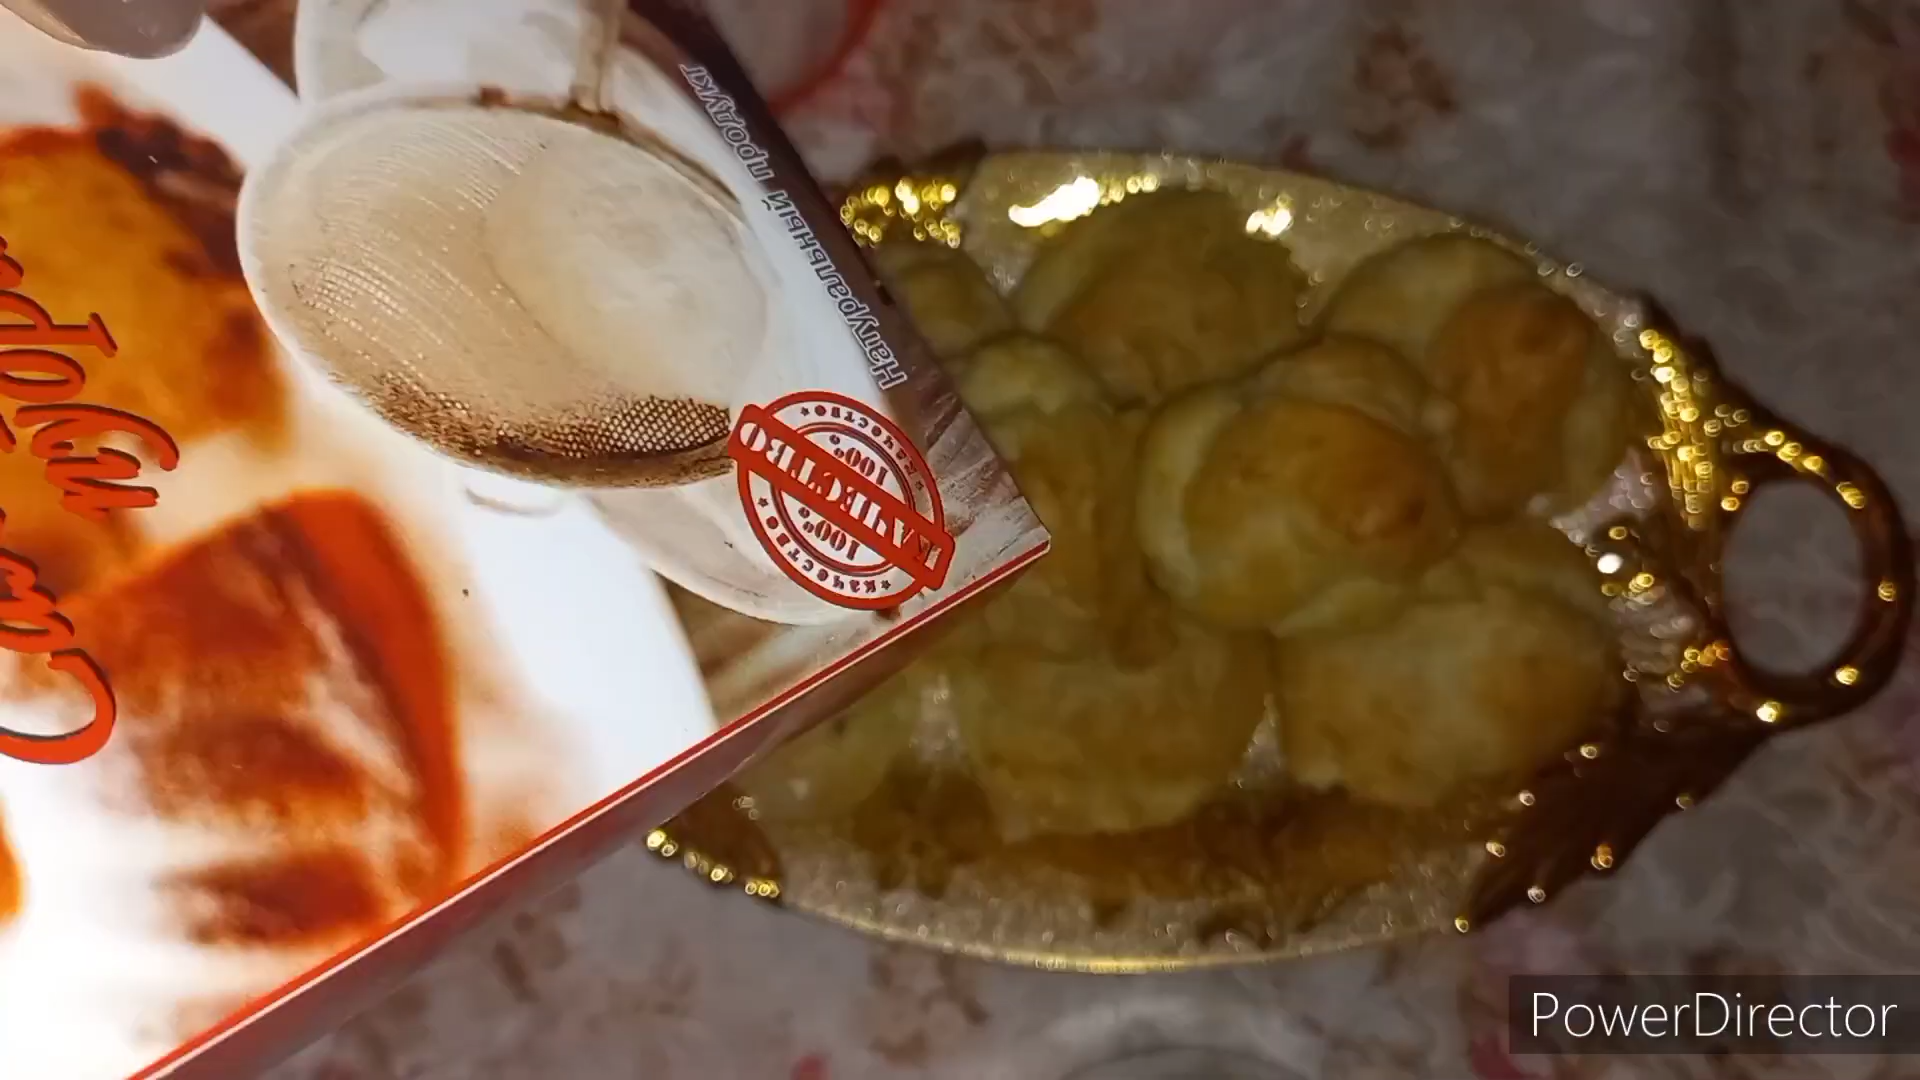 Натуральный продукт
качество
100%
КАЧЕСТВО
100%
качество
PowerDirector